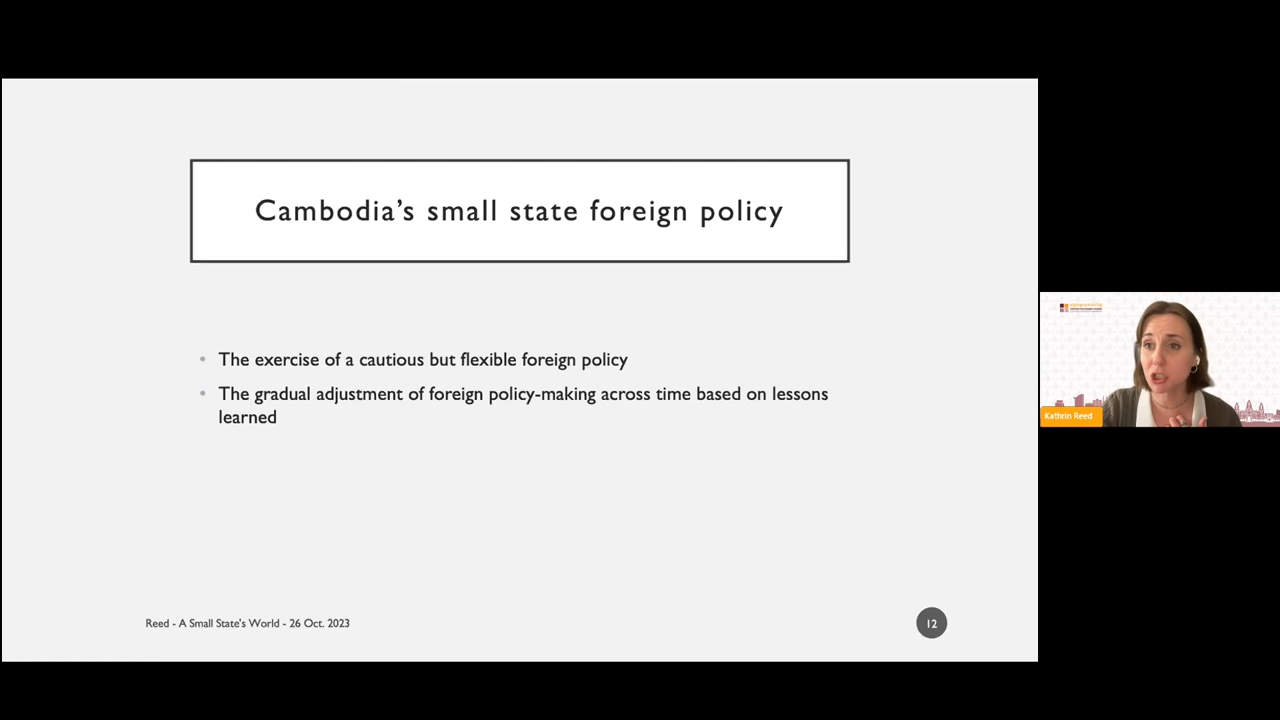 Cambodia's small state foreign policy
• The exercise of a cautious but flexible foreign policy
• The gradual adjustment of foreign policy-making across time based on lessons
learned
Reed - A Small State's World - 26 Oct. 2023
12
Kathrin Reed